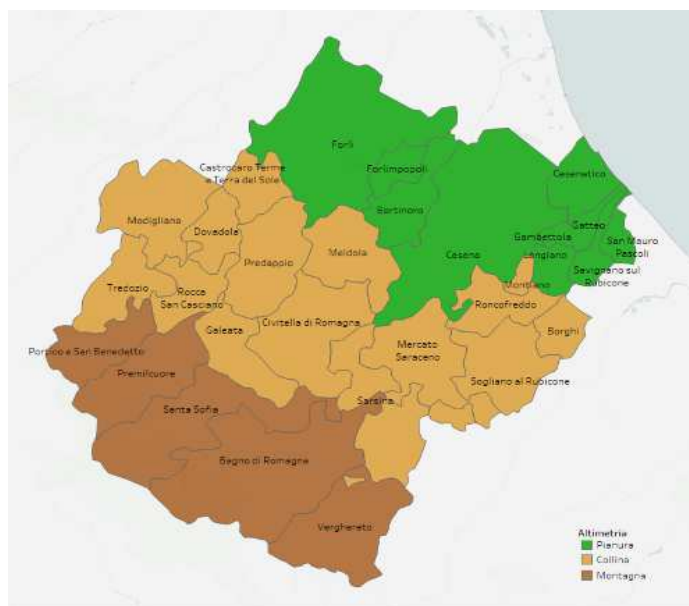 Forlì
Forlimpopoli
Castrocaro Terme
e Terra del Sole
Cesenatico
Bertinoro
Modigliana
Dovadola
Gatteo
Gambettola
San Mauro
Pascoli
Meldola
Predappio
Cesena
Longiano
Savignano sul
Rubicone
Montiano
Tredozio
Rocca
San Casciano
Roncofreddo
Galeata
Civitella di Romagna
Borghi
Mercato
Saraceno
Portico e San Benedetto
Premilcuore
Sogliano al Rubicone
Sarsina
Santa Sofia
Bagno di Romagna
Verghereto
Altimetria
Pianura
Collina
Montagna